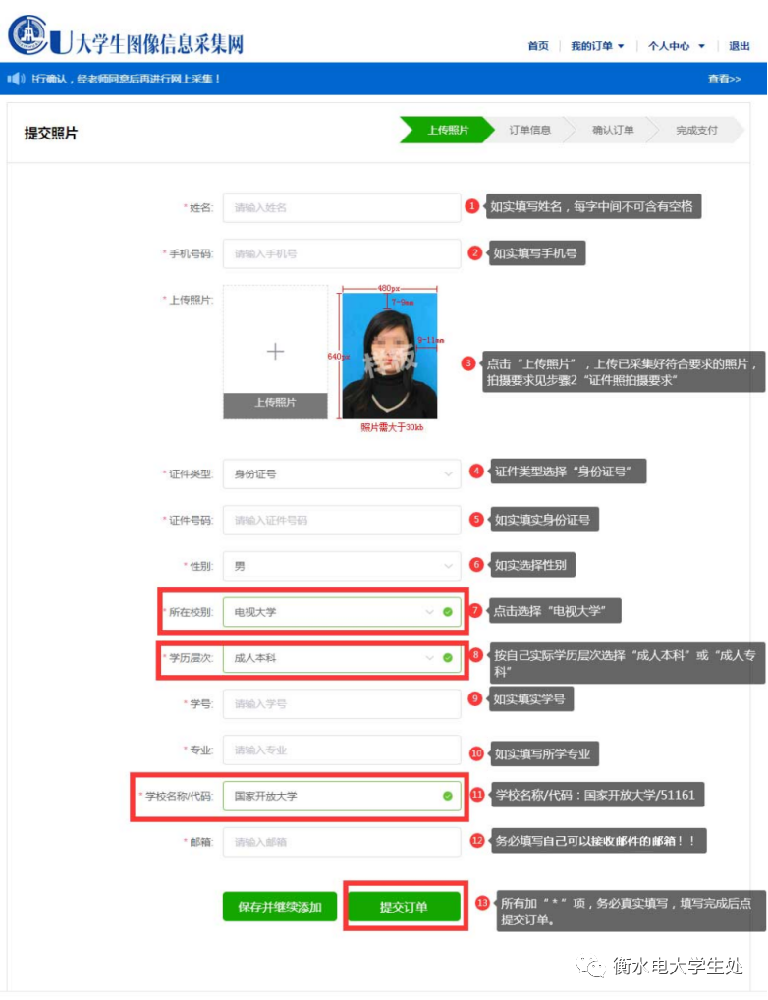 大学生图像信息采集网
首页 我的订单 个人中心 退出
行确认，经老师同意后再进行网上采集！ 查看>>
提交照片 上传照片 订单信息 确认订单 完成支付
*姓名: 请输入姓名 1 如实填写姓名，每字中间不可含有空格
*手机号码: 请输入手机号 2 如实填写手机号
*上传照片:
480px
7-9mm
9-11mm
640px
样版
上传照片
照片需大于30kb
3 点击“上传照片”，上传已采集好符合要求的照片，
拍摄要求见步骤2“证件照拍摄要求”
*证件类型: 身份证号 4 证件类型选择“身份证号”
*证件号码: 请输入证件号码 5 如实填实身份证号
*性别: 男 6 如实选择性别
*所在校别: 电视大学 7 点击选择“电视大学”
*学历层次: 成人本科 8 按自己实际学历层次选择“成人本科”或“成人专
科”
*学号: 请输入学号 9 如实填实学号
*专业: 请输入专业 10 如实填写所学专业
*学校名称/代码: 国家开放大学 11 学校名称/代码：国家开放大学/51161
*邮箱: 请输入邮箱 12 务必填写自己可以接收邮件的邮箱！！
保存并继续添加 提交订单 13 所有加“*”项，务必真实填写，填写完成后点
提交订单。
衡水电大学生处